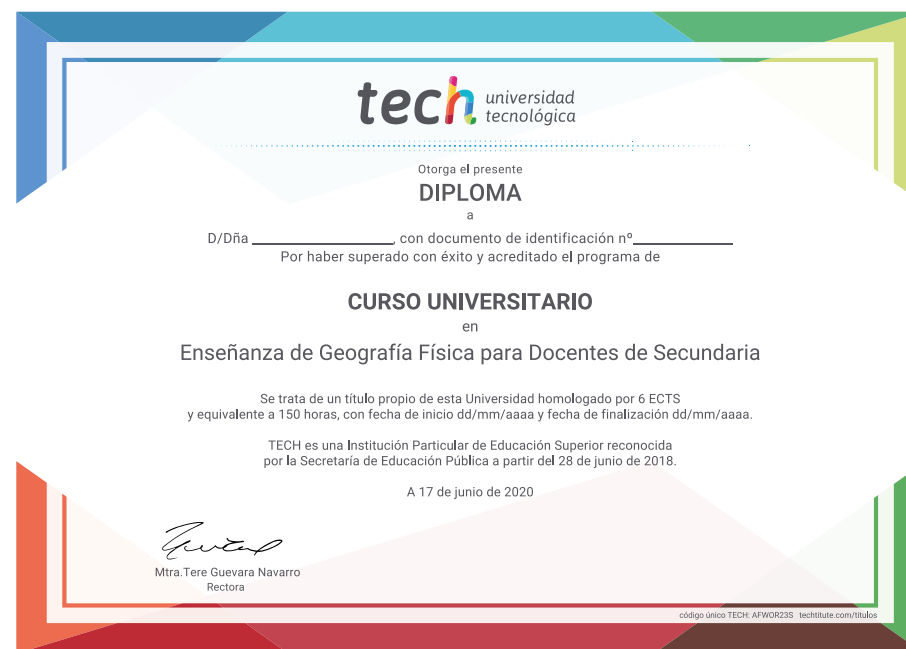 tech universidad
tecnológica
Otorga el presente
DIPLOMA
a
D/Dña ____________________, con documento de identificación nº______________
Por haber superado con éxito y acreditado el programa de
CURSO UNIVERSITARIO
en
Enseñanza de Geografía Física para Docentes de Secundaria
Se trata de un título propio de esta Universidad homologado por 6 ECTS
y equivalente a 150 horas, con fecha de inicio dd/mm/aaaa y fecha de finalización dd/mm/aaaa.
TECH es una Institución Particular de Educación Superior reconocida
por la Secretaría de Educación Pública a partir del 28 de junio de 2018.
A 17 de junio de 2020
Mtra.Tere Guevara Navarro
Rectora
código único TECH: AFWOR23S techtitute.com/titulos